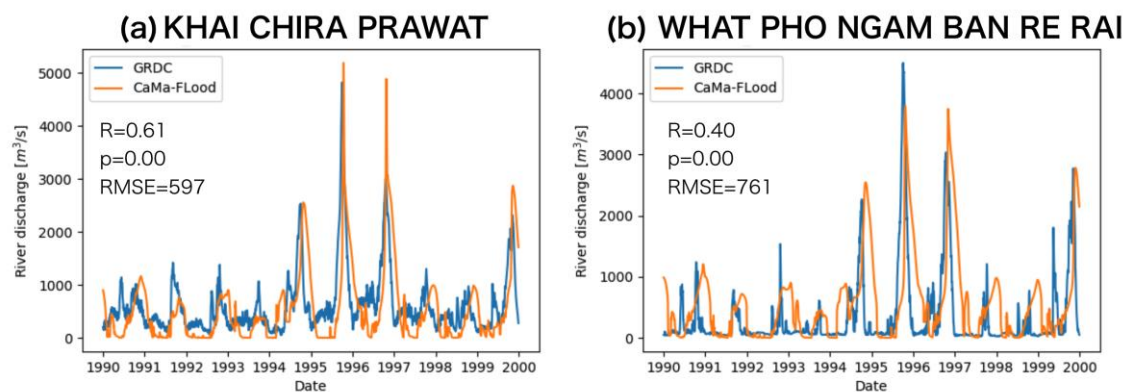 (a) KHAI CHIRA PRAWAT
GRDC
CaMa-FLood
R=0.61
p=0.00
RMSE=597
River discharge [m³/s]
5000
4000
3000
2000
1000
0
1990 1991 1992 1993 1994 1995 1996 1997 1998 1999 2000
Date
(b) WHAT PHO NGAM BAN RE RAI
GRDC
CaMa-FLood
R=0.40
p=0.00
RMSE=761
River discharge [m³/s]
4000
3000
2000
1000
0
1990 1991 1992 1993 1994 1995 1996 1997 1998 1999 2000
Date